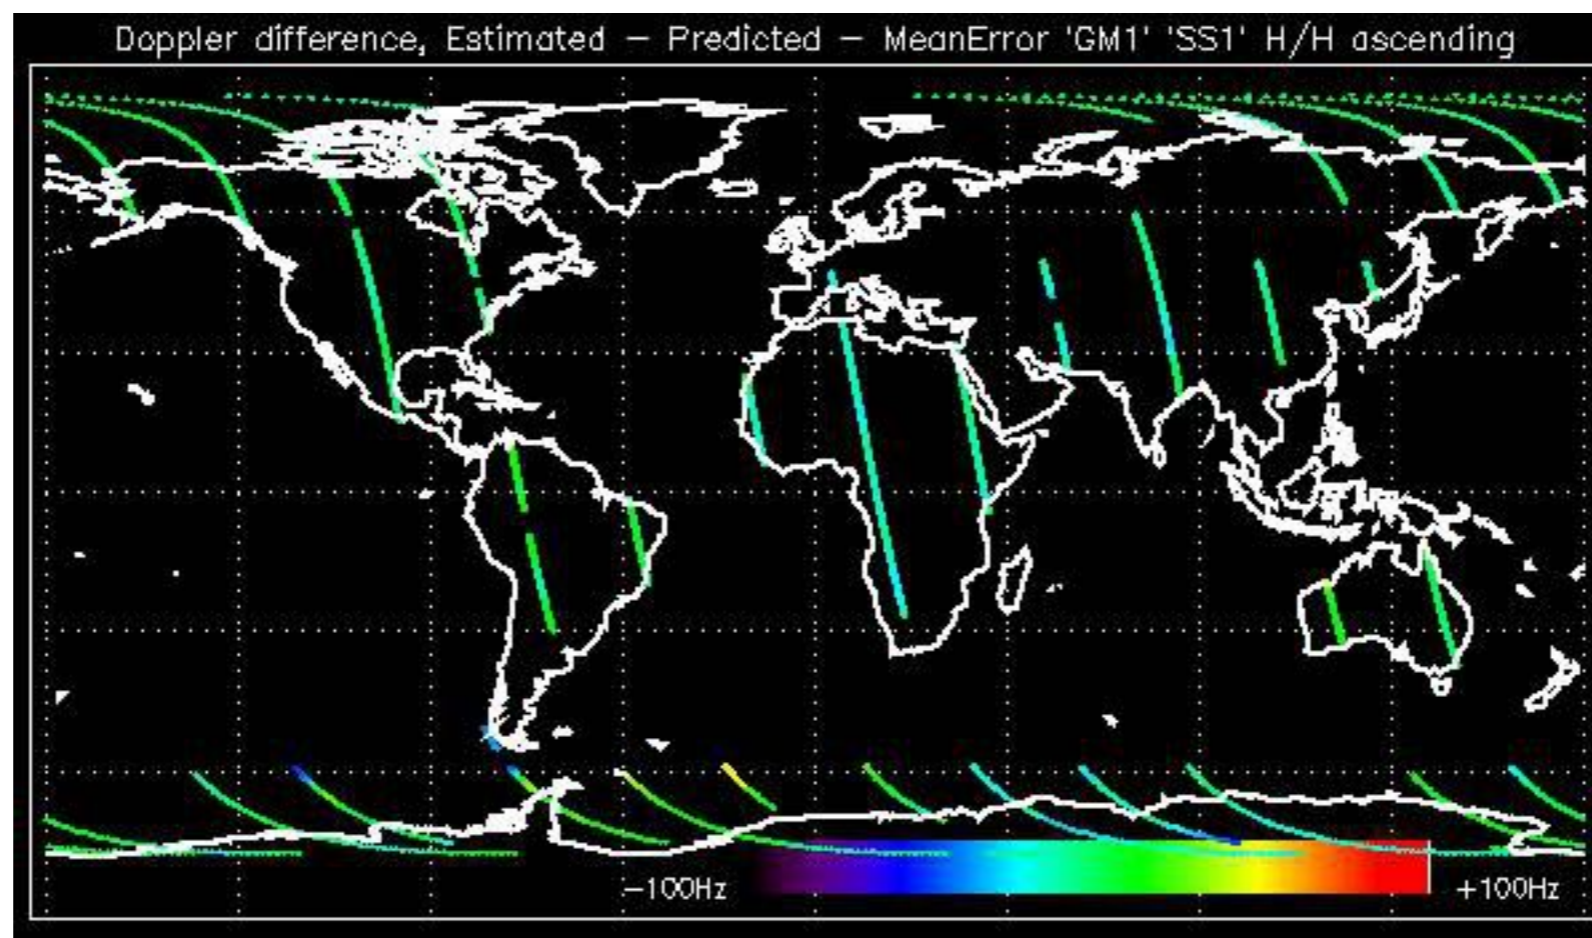 Doppler difference, Estimated – Predicted – MeanError 'GM1' 'SS1' H/H ascending
–100Hz
+100Hz